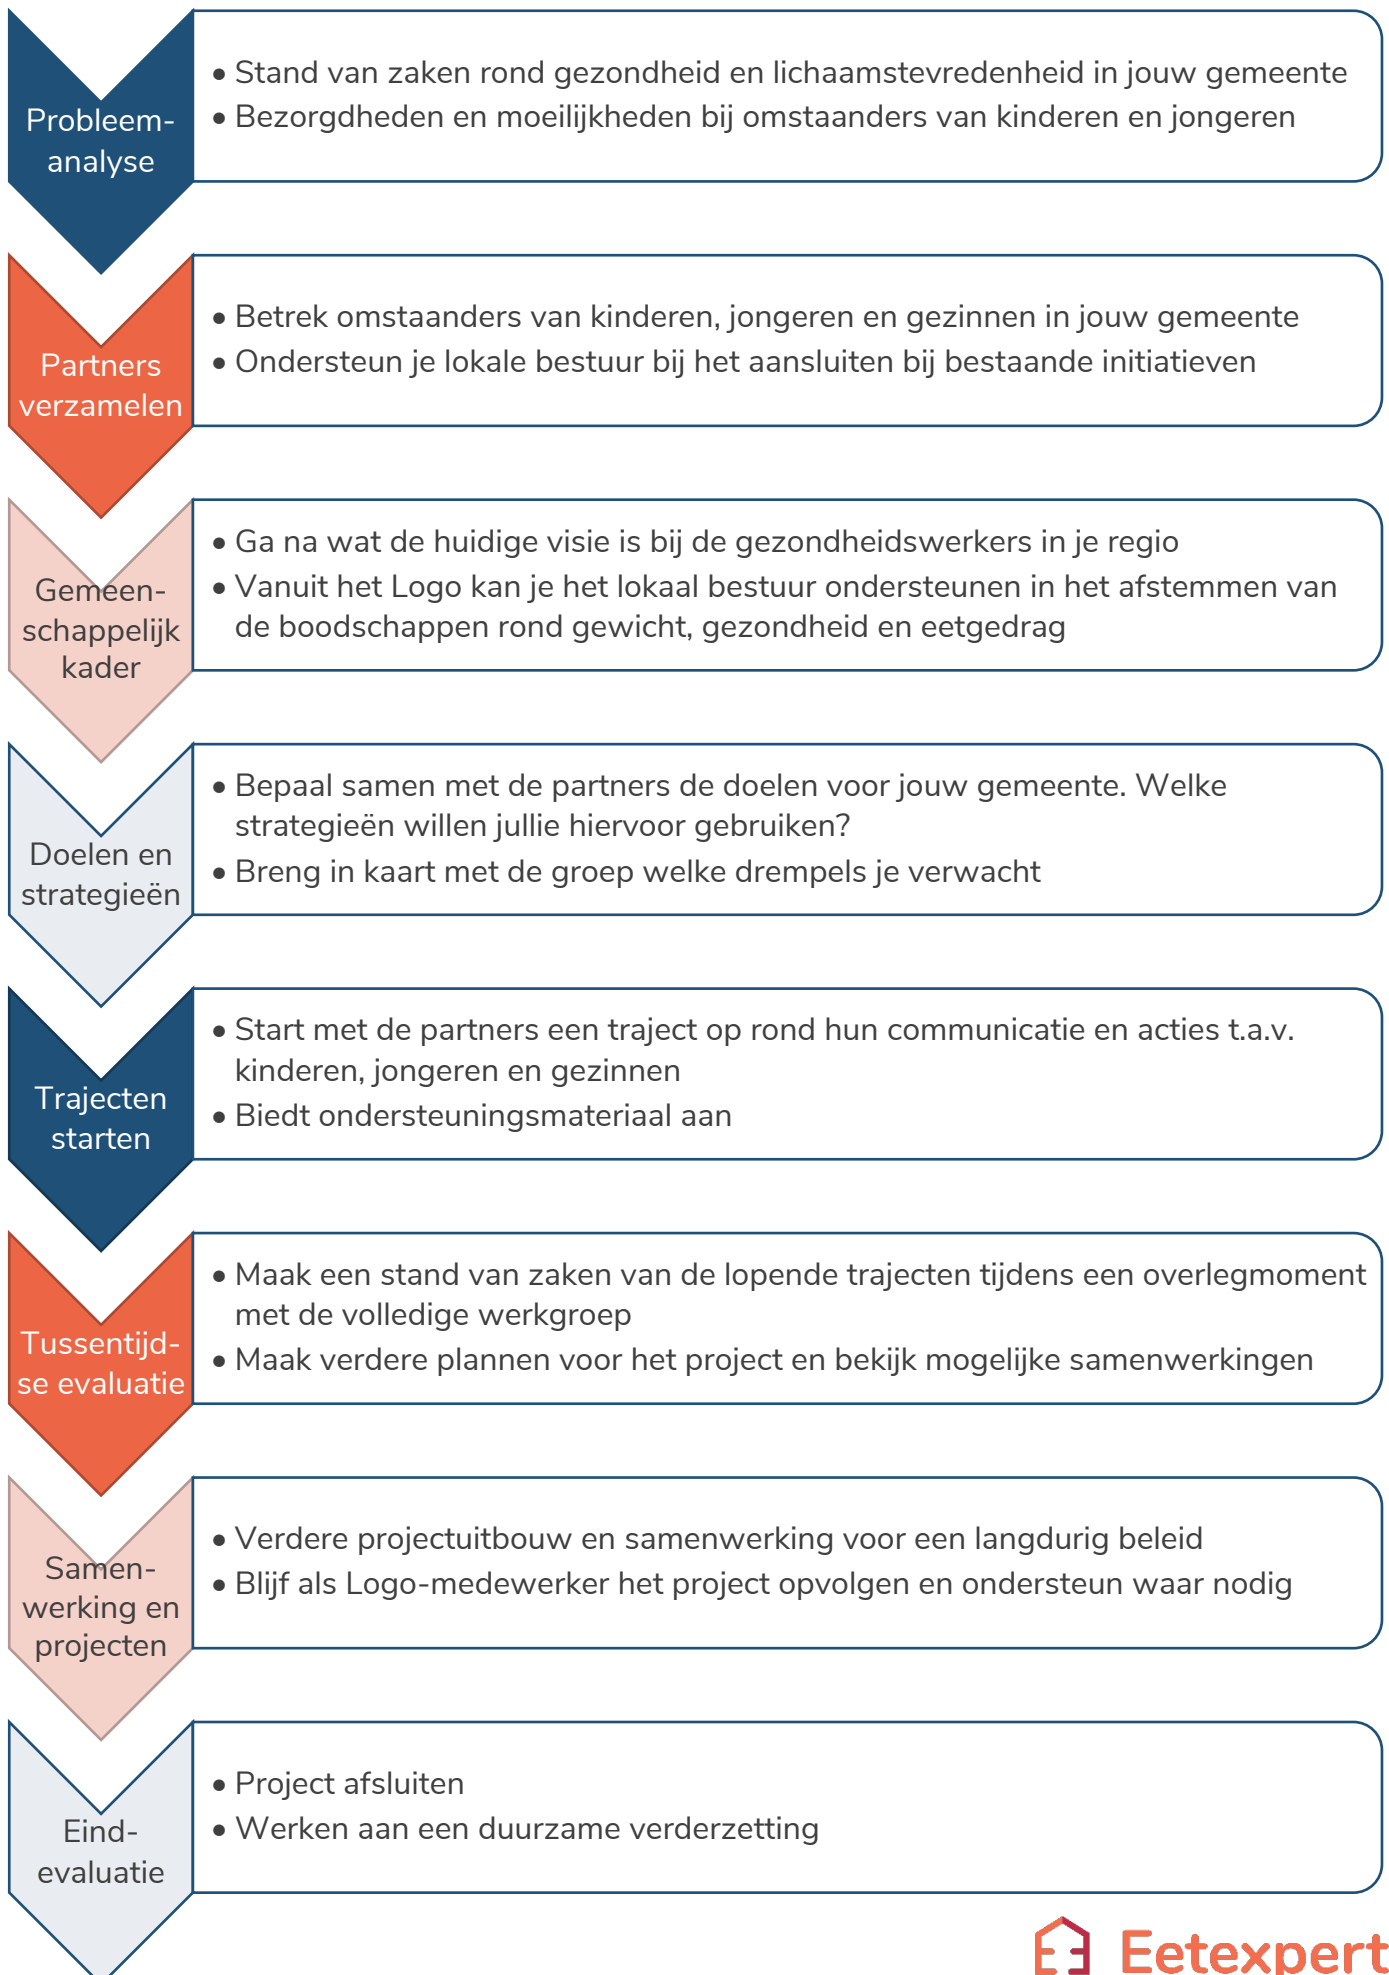 Probleem-
analyse
• Stand van zaken rond gezondheid en lichaamstevredenheid in jouw gemeente
• Bezorgdheden en moeilijkheden bij omstaanders van kinderen en jongeren
Partners
verzamelen
• Betrek omstaanders van kinderen, jongeren en gezinnen in jouw gemeente
• Ondersteun je lokale bestuur bij het aansluiten bij bestaande initiatieven
Gemeen-
schappelijk
kader
• Ga na wat de huidige visie is bij de gezondheidswerkers in je regio
• Vanuit het Logo kan je het lokaal bestuur ondersteunen in het afstemmen van
de boodschappen rond gewicht, gezondheid en eetgedrag
Doelen en
strategieën
• Bepaal samen met de partners de doelen voor jouw gemeente. Welke
strategieën willen jullie hiervoor gebruiken?
• Breng in kaart met de groep welke drempels je verwacht
Trajecten
starten
• Start met de partners een traject op rond hun communicatie en acties t.a.v.
kinderen, jongeren en gezinnen
• Biedt ondersteuningsmateriaal aan
Tussentijd-
se evaluatie
• Maak een stand van zaken van de lopende trajecten tijdens een overlegmoment
met de volledige werkgroep
• Maak verdere plannen voor het project en bekijk mogelijke samenwerkingen
Samen-
werking en
projecten
• Verdere projectuitbouw en samenwerking voor een langdurig beleid
• Blijf als Logo-medewerker het project opvolgen en ondersteun waar nodig
Eind-
evaluatie
• Project afsluiten
• Werken aan een duurzame verderzetting
Eetexpert